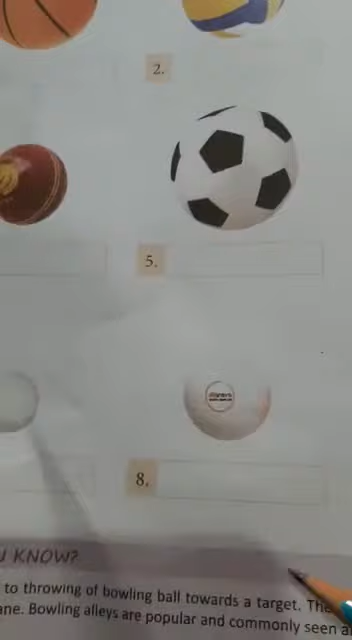 2.
5.
8.
KNOW?
to throwing of bowling ball towards a target. The
ane. Bowling alleys are popular and commonly seen a